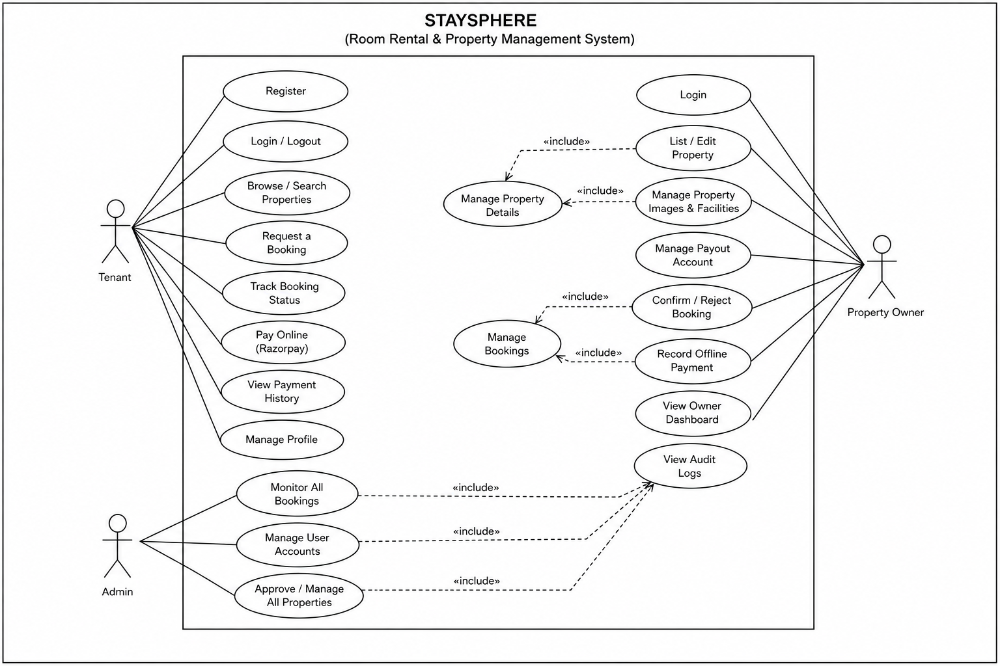 STAYSPHERE
(Room Rental & Property Management System)
Register
Login / Logout
Browse / Search
Properties
Request a
Booking
Track Booking
Status
Pay Online
(Razorpay)
View Payment
History
Manage Profile
Tenant
Monitor All
Bookings
Manage User
Accounts
Approve / Manage
All Properties
Admin
«include»
Manage Property
Details
«include»
«include»
Manage
Bookings
«include»
«include»
«include»
«include»
Login
List / Edit
Property
Manage Property
Images & Facilities
Manage Payout
Account
Confirm / Reject
Booking
Record Offline
Payment
View Owner
Dashboard
View Audit
Logs
Property Owner